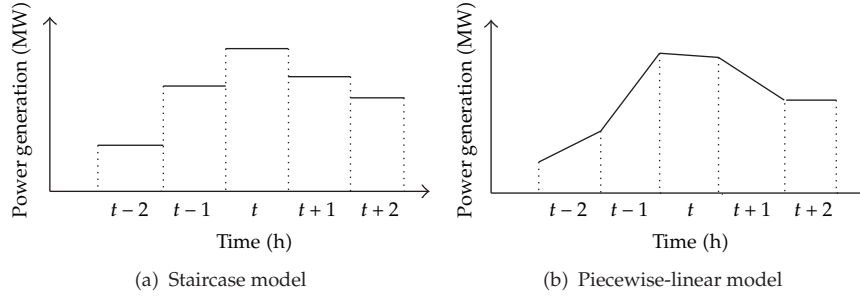 Power generation (MW)
t − 2
t − 1
t
t + 1
t + 2
Time (h)
(a) Staircase model
Power generation (MW)
t − 2
t − 1
t
t + 1
t + 2
Time (h)
(b) Piecewise-linear model